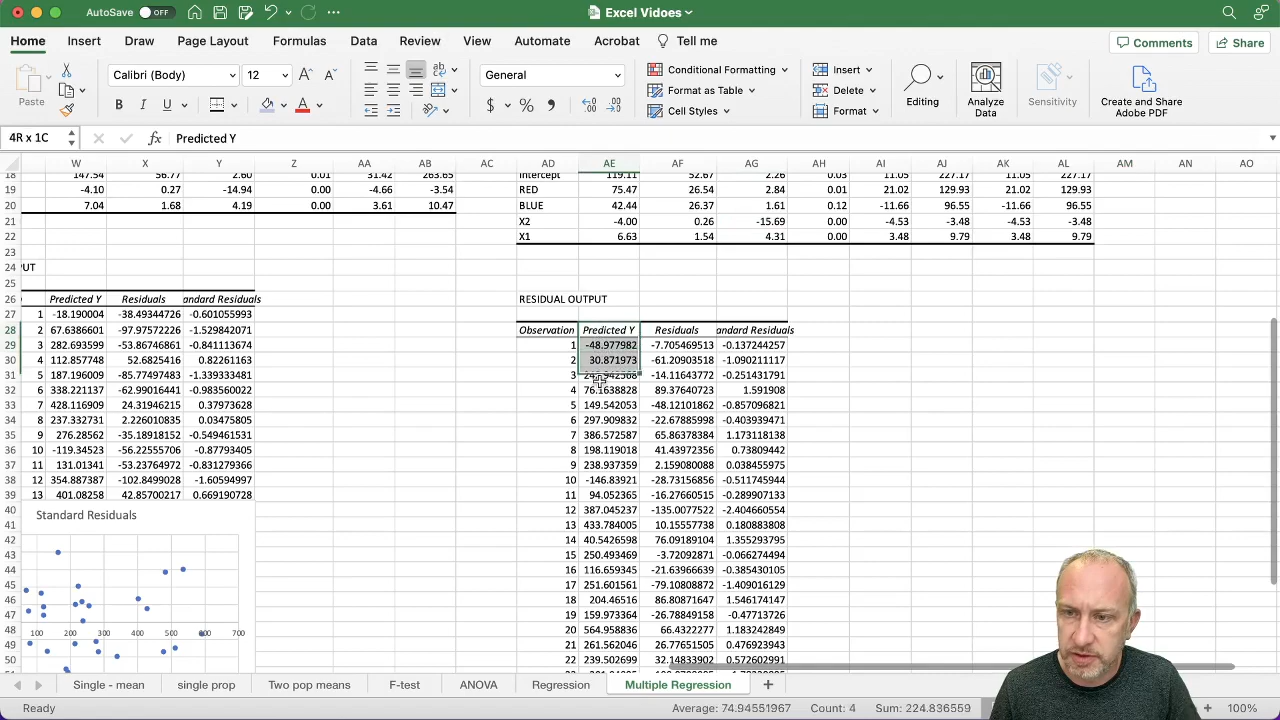 AutoSave OFF Excel Vidoes
Home Insert Draw Page Layout Formulas Data Review View Automate Acrobat Tell me Comments Share
Paste Calibri (Body) 12 General Conditional Formatting Format as Table Cell Styles Insert Delete Format Editing Analyze Data Sensitivity Create and Share Adobe PDF
4R x 1C fx Predicted Y
W X Y Z AA AB AC AD AE AF AG AH AI AJ AK AL AM AN AO
18 147.54 56.77 2.60 0.01 31.42 263.65 Intercept 119.11 52.67 2.26 0.03 11.05 227.17 11.05 227.17
19 -4.10 0.27 -14.94 0.00 -4.66 -3.54 RED 75.47 26.54 2.84 0.01 21.02 129.93 21.02 129.93
20 7.04 1.68 4.19 0.00 3.61 10.47 BLUE 42.44 26.37 1.61 0.12 -11.66 96.55 -11.66 96.55
21 X2 -4.00 0.26 -15.69 0.00 -4.53 -3.48 -4.53 -3.48
22 X1 6.63 1.54 4.31 0.00 3.48 9.79 3.48 9.79
23
24 PUT
25
26 Predicted Y Residuals andard Residuals RESIDUAL OUTPUT
27 1 -18.190004 -38.49344726 -0.601055993
28 2 67.6386601 -97.97572226 -1.529842071 Observation Predicted Y Residuals andard Residuals
29 3 282.693599 -53.86746861 -0.841113674 1 -48.977982 -7.705469513 -0.137244257
30 4 112.857748 52.6825416 0.82261163 2 30.871973 -61.20903518 -1.090211117
31 5 187.196009 -85.77497483 -1.339333481 3 -14.11643772 -0.251431791
32 6 338.221137 -62.99016441 -0.983560022 4 76.1638828 89.37640723 1.591908
33 7 428.116909 24.31946215 0.37973628 5 149.542053 -48.12101862 -0.857096821
34 8 237.332731 2.226010835 0.03475805 6 297.909832 -22.67885998 -0.403939471
35 9 276.28562 -35.18918152 -0.549461531 7 386.572587 65.86378384 1.173118138
36 10 -119.34523 -56.22555706 -0.87793405 8 198.119018 41.43972356 0.73809442
37 11 131.01341 -53.23764972 -0.831279366 9 238.937359 2.159080088 0.038455975
38 12 354.887387 -102.8499028 -1.60594997 10 -146.83921 -28.73156856 -0.511745944
39 13 401.08258 42.85700217 0.669190728 11 94.052365 -16.27660515 -0.289907133
40 Standard Residuals 12 387.045237 -135.0077522 -2.404660554
41 13 433.784005 10.15557738 0.180883808
42 14 40.5426598 76.09189104 1.355293795
43 15 250.493469 -3.72092871 -0.066274494
44 16 116.659345 -21.63966639 -0.385430105
45 17 251.601561 -79.10808872 -1.409016129
46 18 204.46516 86.80871647 1.546174147
47 100 200 300 400 500 600 700 19 159.973364 -26.78849158 -0.47713726
48 20 564.958836 66.4322277 1.183242849
49 21 261.562046 26.77651505 0.476923943
50 22 239.502699 32.14833902 0.572602991
Single - mean single prop Two pop means F-test ANOVA Regression Multiple Regression
Ready Average: 74.94551967 Count: 4 Sum: 224.836559 100%